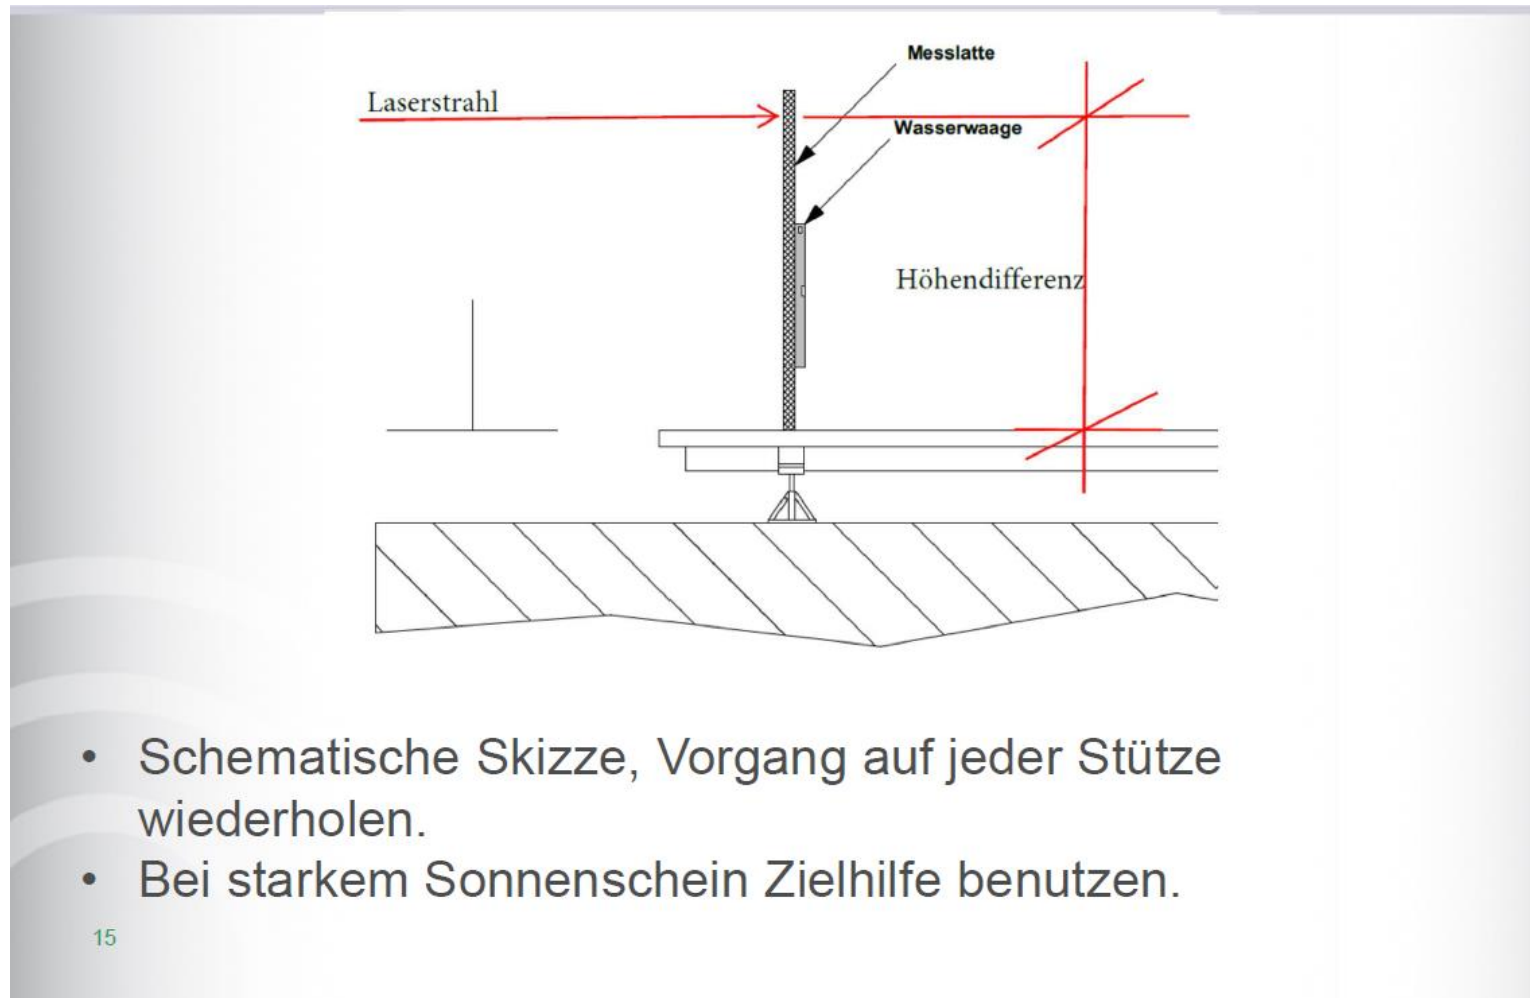 Messlatte
Laserstrahl
Wasserwaage
Höhendifferenz
• Schematische Skizze, Vorgang auf jeder Stütze
wiederholen.
• Bei starkem Sonnenschein Zielhilfe benutzen.
15